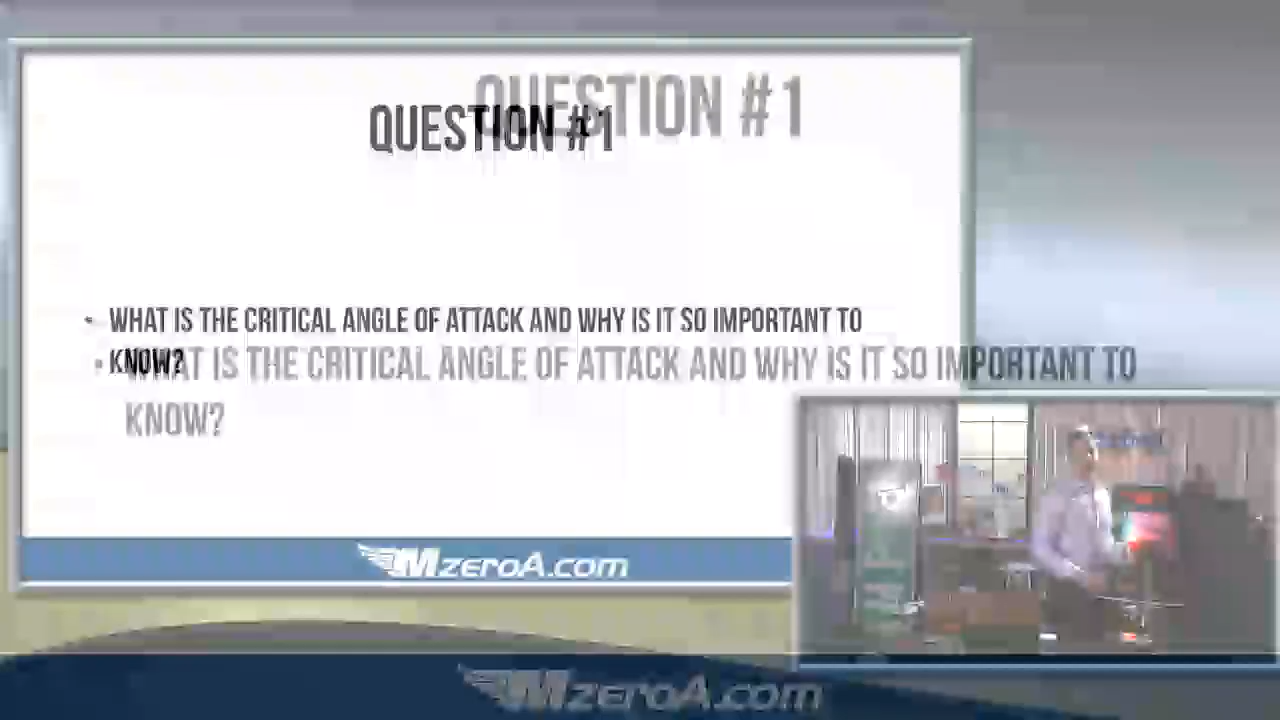 QUESTION #1
QUESTION #1
• WHAT IS THE CRITICAL ANGLE OF ATTACK AND WHY IS IT SO IMPORTANT TO
KNOW?
• WHAT IS THE CRITICAL ANGLE OF ATTACK AND WHY IS IT SO IMPORTANT TO
KNOW?
MzeroA.com
MzeroA.com